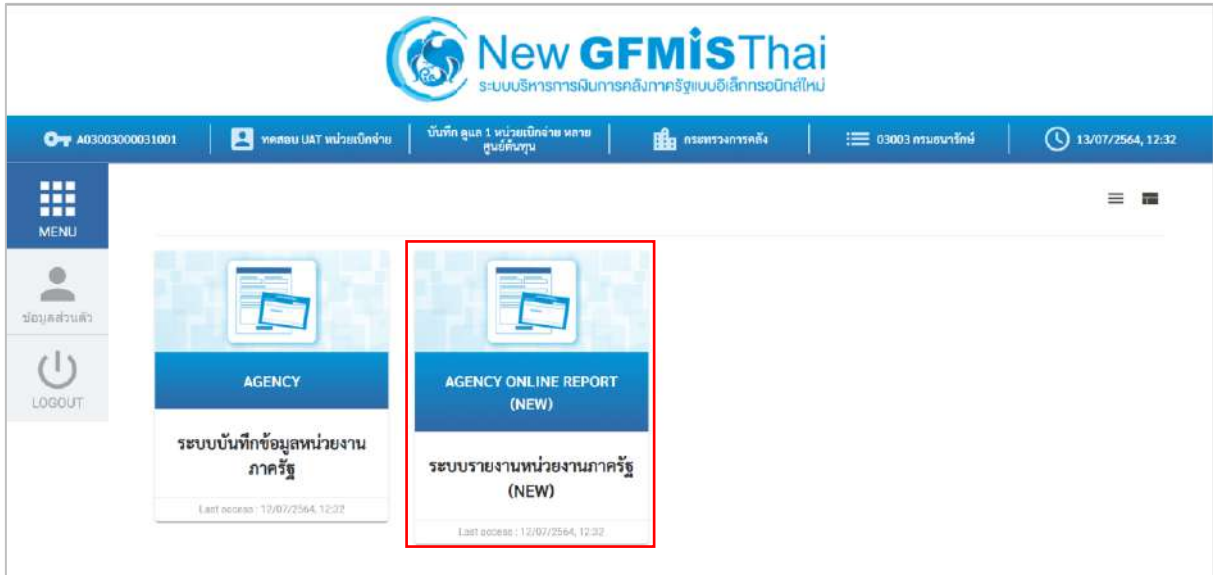 New GFMISThai
ระบบบริหารการเงินการคลังภาครัฐแบบอิเล็กทรอนิกส์ใหม่
A03003000031001
ทดสอบ UAT หน่วยเบิกจ่าย
บันทึก ดูแล 1 หน่วยเบิกจ่าย หลาย
ศูนย์ต้นทุน
กระทรวงการคลัง
03003 กรมธนารักษ์
13/07/2564, 12:32
MENU
ข้อมูลส่วนตัว
LOGOUT
AGENCY
ระบบบันทึกข้อมูลหน่วยงาน
ภาครัฐ
Last access : 12/07/2564, 12:32
AGENCY ONLINE REPORT
(NEW)
ระบบรายงานหน่วยงานภาครัฐ
(NEW)
Last access : 12/07/2564, 12:32